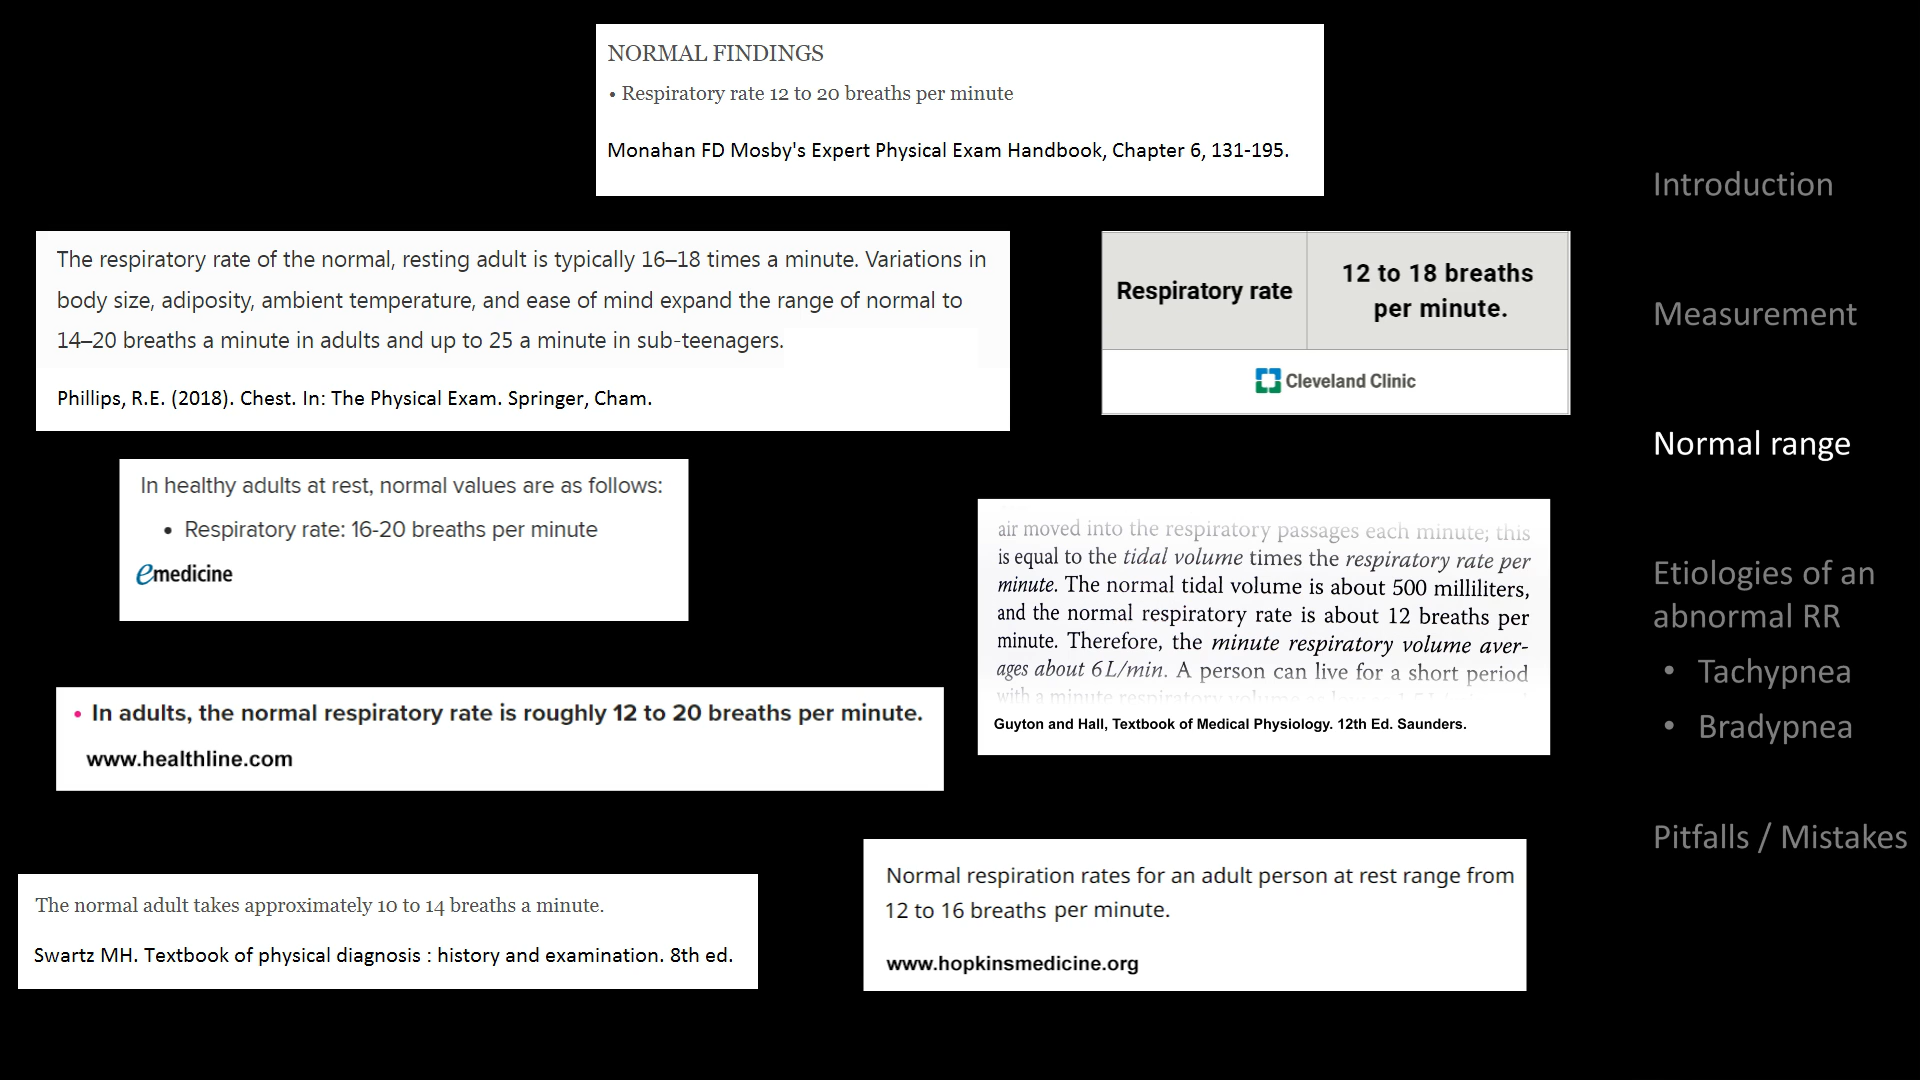 NORMAL FINDINGS
• Respiratory rate 12 to 20 breaths per minute
Monahan FD Mosby's Expert Physical Exam Handbook, Chapter 6, 131-195.
The respiratory rate of the normal, resting adult is typically 16–18 times a minute. Variations in
body size, adiposity, ambient temperature, and ease of mind expand the range of normal to
14–20 breaths a minute in adults and up to 25 a minute in sub-teenagers.
Phillips, R.E. (2018). Chest. In: The Physical Exam. Springer, Cham.
Respiratory rate
12 to 18 breaths
per minute.
Cleveland Clinic
In healthy adults at rest, normal values are as follows:
• Respiratory rate: 16-20 breaths per minute
emedicine
air moved into the respiratory passages each minute; this
is equal to the tidal volume times the respiratory rate per
minute. The normal tidal volume is about 500 milliliters,
and the normal respiratory rate is about 12 breaths per
minute. Therefore, the minute respiratory volume aver-
ages about 6 L/min. A person can live for a short period
with a minute respiratory volume
Guyton and Hall, Textbook of Medical Physiology. 12th Ed. Saunders.
• In adults, the normal respiratory rate is roughly 12 to 20 breaths per minute.
www.healthline.com
The normal adult takes approximately 10 to 14 breaths a minute.
Swartz MH. Textbook of physical diagnosis : history and examination. 8th ed.
Normal respiration rates for an adult person at rest range from
12 to 16 breaths per minute.
www.hopkinsmedicine.org
Introduction
Measurement
Normal range
Etiologies of an
abnormal RR
• Tachypnea
• Bradypnea
Pitfalls / Mistakes